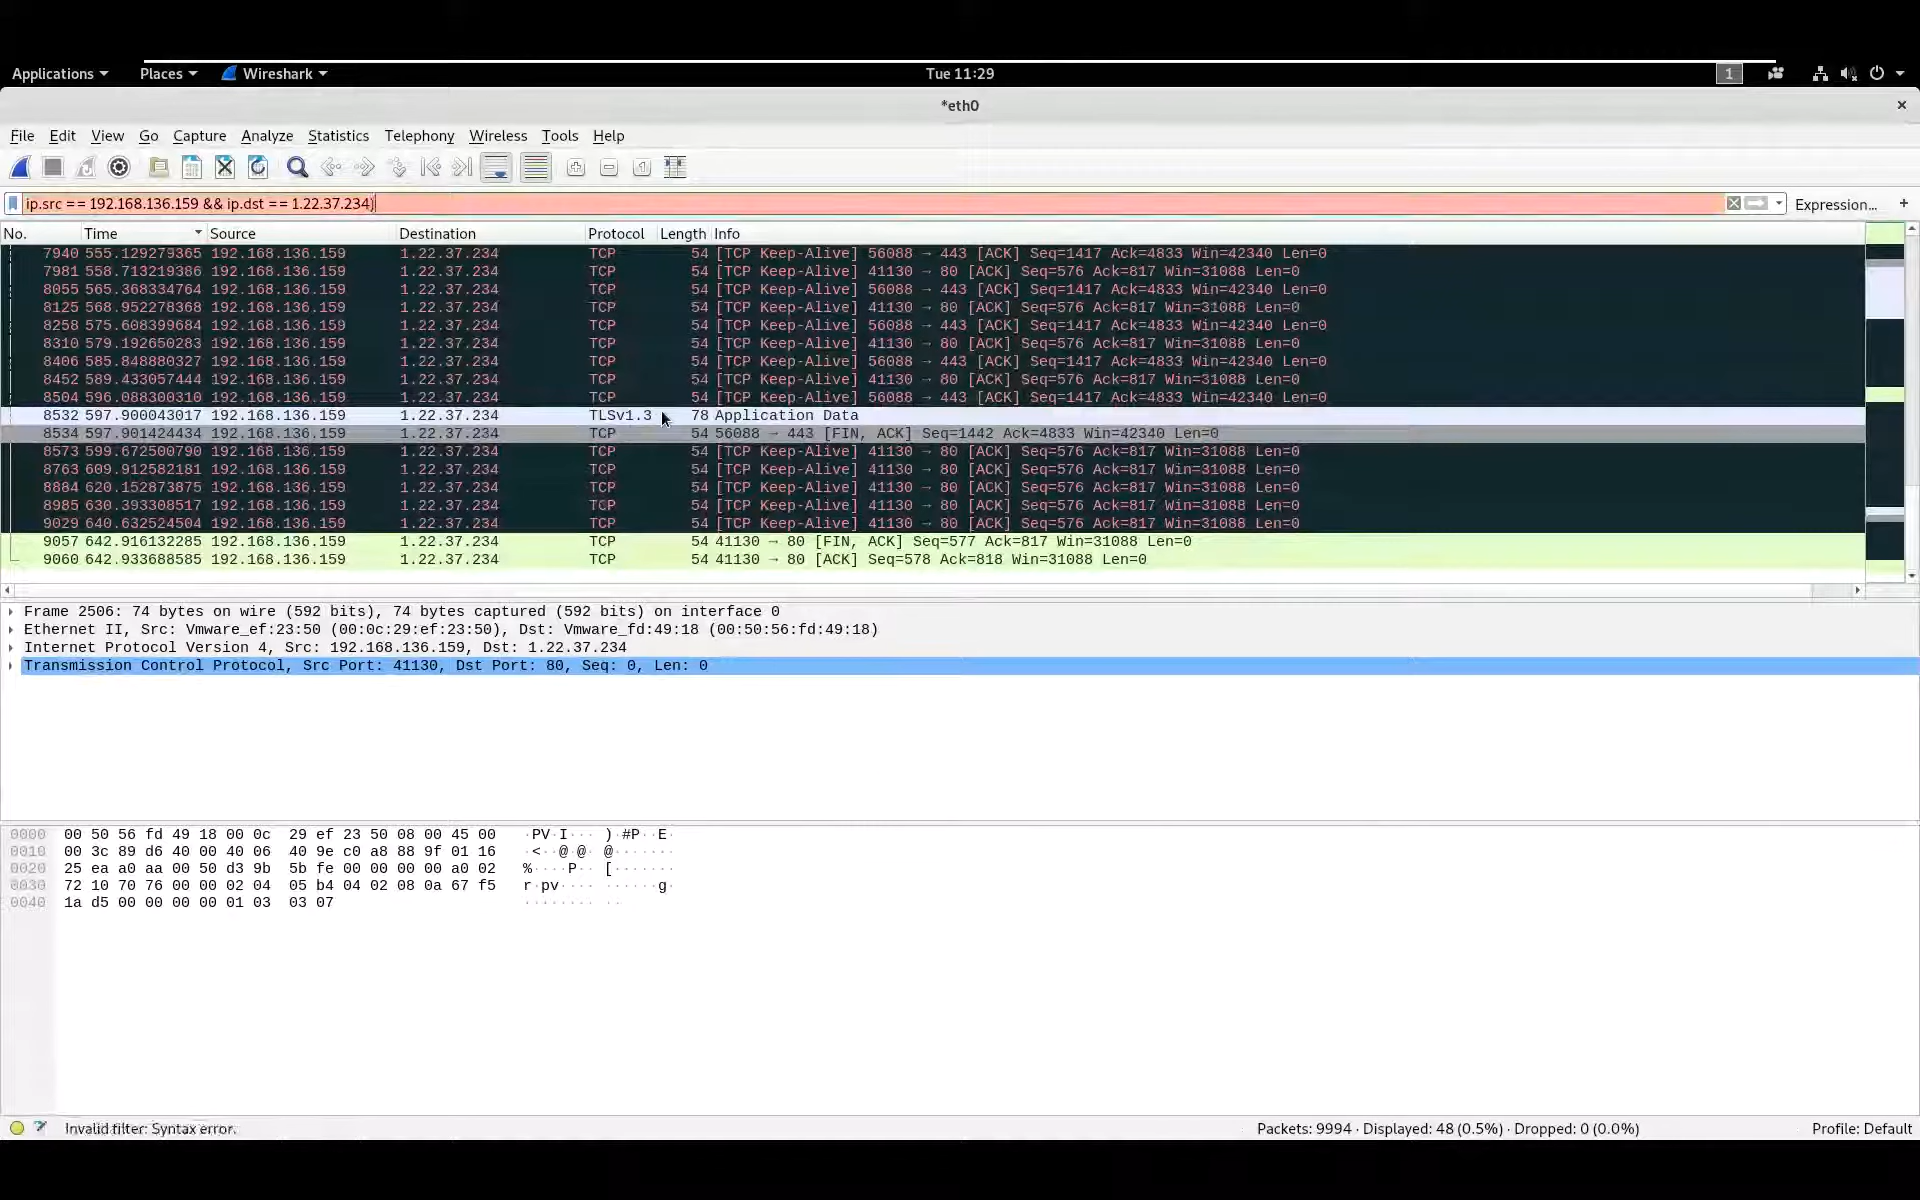 Applications Places Wireshark Tue 11:29 1
*eth0
File Edit View Go Capture Analyze Statistics Telephony Wireless Tools Help
ip.src == 192.168.136.159 && ip.dst == 1.22.37.234) Expression... +
No. Time Source Destination Protocol Length Info
7940 555.129279365 192.168.136.159 1.22.37.234 TCP 54 [TCP Keep-Alive] 56088 → 443 [ACK] Seq=1417 Ack=4833 Win=42340 Len=0
7981 558.713219386 192.168.136.159 1.22.37.234 TCP 54 [TCP Keep-Alive] 41130 → 80 [ACK] Seq=576 Ack=817 Win=31088 Len=0
8055 565.368334764 192.168.136.159 1.22.37.234 TCP 54 [TCP Keep-Alive] 56088 → 443 [ACK] Seq=1417 Ack=4833 Win=42340 Len=0
8125 568.952278368 192.168.136.159 1.22.37.234 TCP 54 [TCP Keep-Alive] 41130 → 80 [ACK] Seq=576 Ack=817 Win=31088 Len=0
8258 575.608399684 192.168.136.159 1.22.37.234 TCP 54 [TCP Keep-Alive] 56088 → 443 [ACK] Seq=1417 Ack=4833 Win=42340 Len=0
8310 579.192650283 192.168.136.159 1.22.37.234 TCP 54 [TCP Keep-Alive] 41130 → 80 [ACK] Seq=576 Ack=817 Win=31088 Len=0
8406 585.848880327 192.168.136.159 1.22.37.234 TCP 54 [TCP Keep-Alive] 56088 → 443 [ACK] Seq=1417 Ack=4833 Win=42340 Len=0
8452 589.433057444 192.168.136.159 1.22.37.234 TCP 54 [TCP Keep-Alive] 41130 → 80 [ACK] Seq=576 Ack=817 Win=31088 Len=0
8504 596.088300310 192.168.136.159 1.22.37.234 TCP 54 [TCP Keep-Alive] 56088 → 443 [ACK] Seq=1417 Ack=4833 Win=42340 Len=0
8532 597.900043017 192.168.136.159 1.22.37.234 TLSv1.3 78 Application Data
8534 597.901424434 192.168.136.159 1.22.37.234 TCP 54 56088 → 443 [FIN, ACK] Seq=1442 Ack=4833 Win=42340 Len=0
8573 599.672500790 192.168.136.159 1.22.37.234 TCP 54 [TCP Keep-Alive] 41130 → 80 [ACK] Seq=576 Ack=817 Win=31088 Len=0
8763 609.912582181 192.168.136.159 1.22.37.234 TCP 54 [TCP Keep-Alive] 41130 → 80 [ACK] Seq=576 Ack=817 Win=31088 Len=0
8884 620.152873875 192.168.136.159 1.22.37.234 TCP 54 [TCP Keep-Alive] 41130 → 80 [ACK] Seq=576 Ack=817 Win=31088 Len=0
8985 630.393308517 192.168.136.159 1.22.37.234 TCP 54 [TCP Keep-Alive] 41130 → 80 [ACK] Seq=576 Ack=817 Win=31088 Len=0
9029 640.632524504 192.168.136.159 1.22.37.234 TCP 54 [TCP Keep-Alive] 41130 → 80 [ACK] Seq=576 Ack=817 Win=31088 Len=0
9057 642.916132285 192.168.136.159 1.22.37.234 TCP 54 41130 → 80 [FIN, ACK] Seq=577 Ack=817 Win=31088 Len=0
9060 642.933688585 192.168.136.159 1.22.37.234 TCP 54 41130 → 80 [ACK] Seq=578 Ack=818 Win=31088 Len=0
Frame 2506: 74 bytes on wire (592 bits), 74 bytes captured (592 bits) on interface 0
Ethernet II, Src: Vmware_ef:23:50 (00:0c:29:ef:23:50), Dst: Vmware_fd:49:18 (00:50:56:fd:49:18)
Internet Protocol Version 4, Src: 192.168.136.159, Dst: 1.22.37.234
Transmission Control Protocol, Src Port: 41130, Dst Port: 80, Seq: 0, Len: 0
0000 00 50 56 fd 49 18 00 0c 29 ef 23 50 08 00 45 00 ·PV·I··· )·#P··E·
0010 00 3c 89 d6 40 00 40 06 40 9e c0 a8 88 9f 01 16 ·<··@·@· @·······
0020 25 ea a0 aa 00 50 d3 9b 5b fe 00 00 00 00 a0 02 %····P·· [·······
0030 72 10 70 76 00 00 02 04 05 b4 04 02 08 0a 67 f5 r·pv···· ······g·
0040 1a d5 00 00 00 00 01 03 03 07 ········ ··
Invalid filter: Syntax error. Packets: 9994 · Displayed: 48 (0.5%) · Dropped: 0 (0.0%) Profile: Default